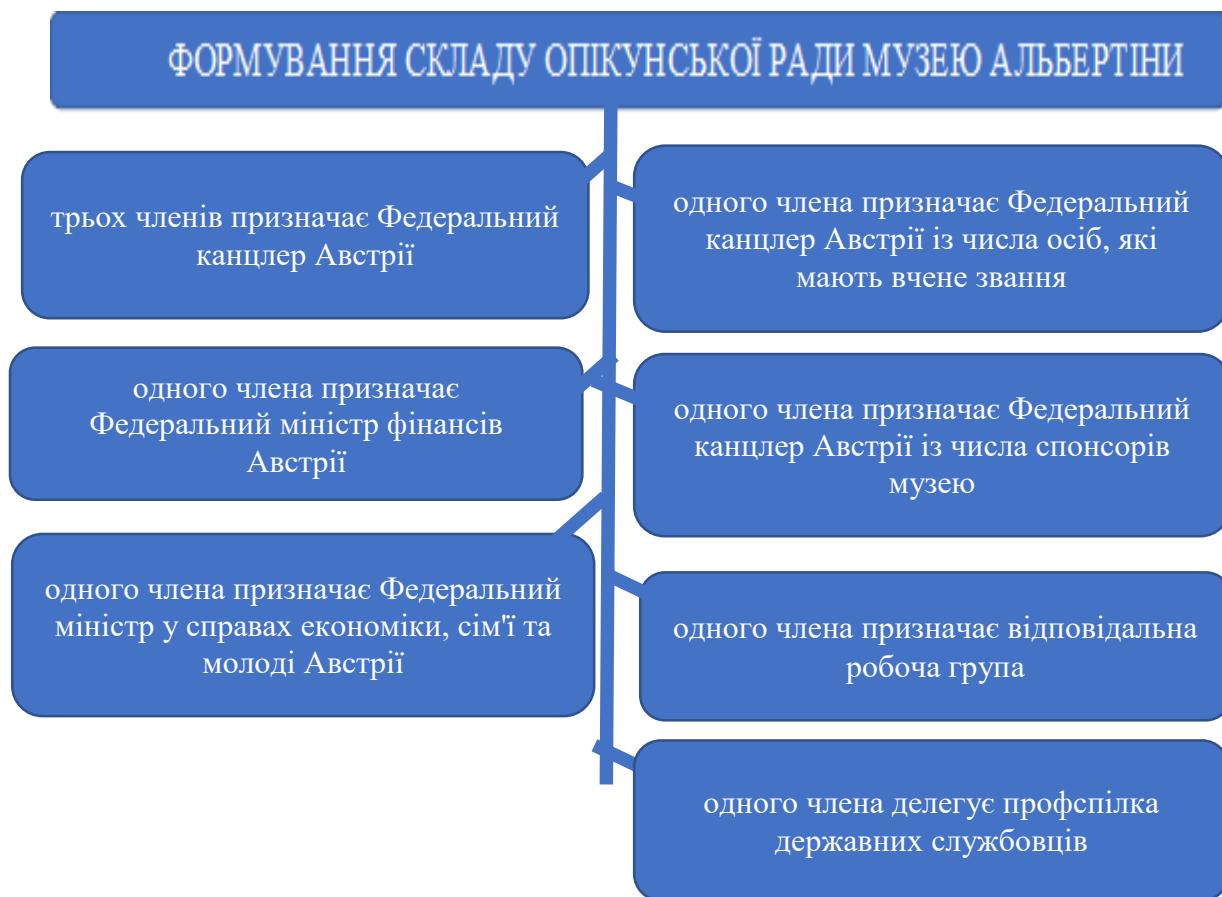 ФОРМУВАННЯ СКЛАДУ ОПІКУНСЬКОЇ РАДИ МУЗЕЮ АЛЬБЕРТІНИ
трьох членів призначає Федеральний
канцлер Австрії
одного члена призначає Федеральний
канцлер Австрії із числа осіб, які
мають вчене звання
одного члена призначає
Федеральний міністр фінансів
Австрії
одного члена призначає Федеральний
канцлер Австрії із числа спонсорів
музею
одного члена призначає Федеральний
міністр у справах економіки, сім'ї та
молоді Австрії
одного члена призначає відповідальна
робоча група
одного члена делегує профспілка
державних службовців